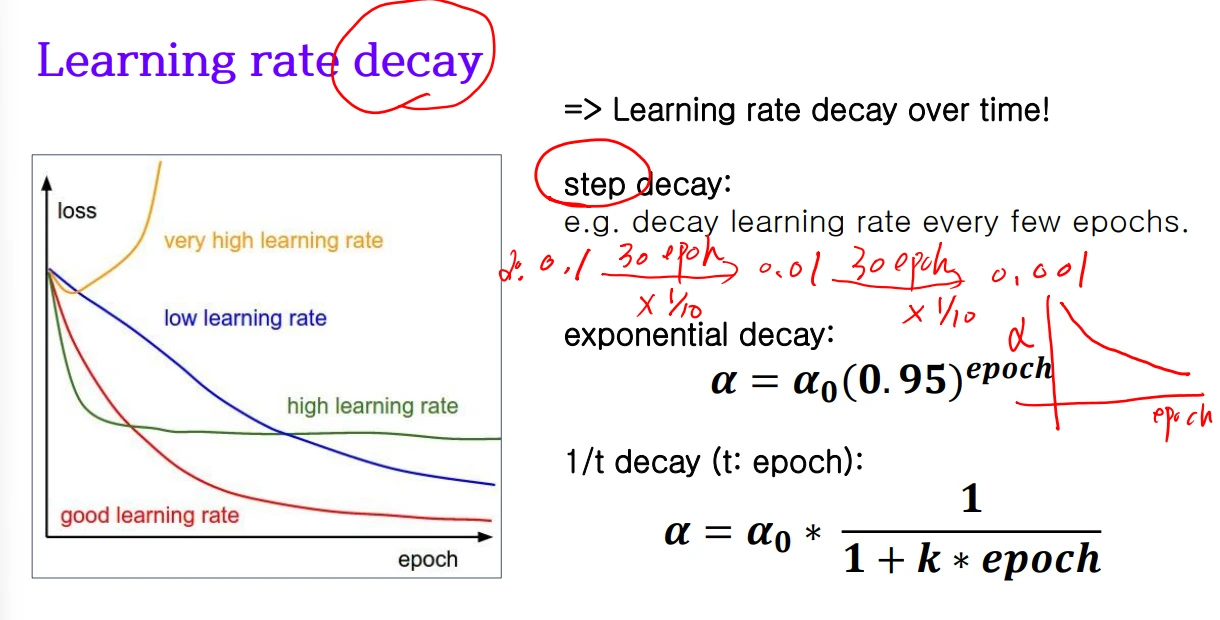 Learning rate decay
=> Learning rate decay over time!
loss
very high learning rate
low learning rate
high learning rate
good learning rate
epoch
step decay:
e.g. decay learning rate every few epochs.
α: 0.1 30 epoh 0.01 30 epoh 0.001
x 1/10 x 1/10
exponential decay:
α = α₀(0.95)^epoch
α
epoch
1/t decay (t: epoch):
α = α₀ * 1 / 1 + k * epoch